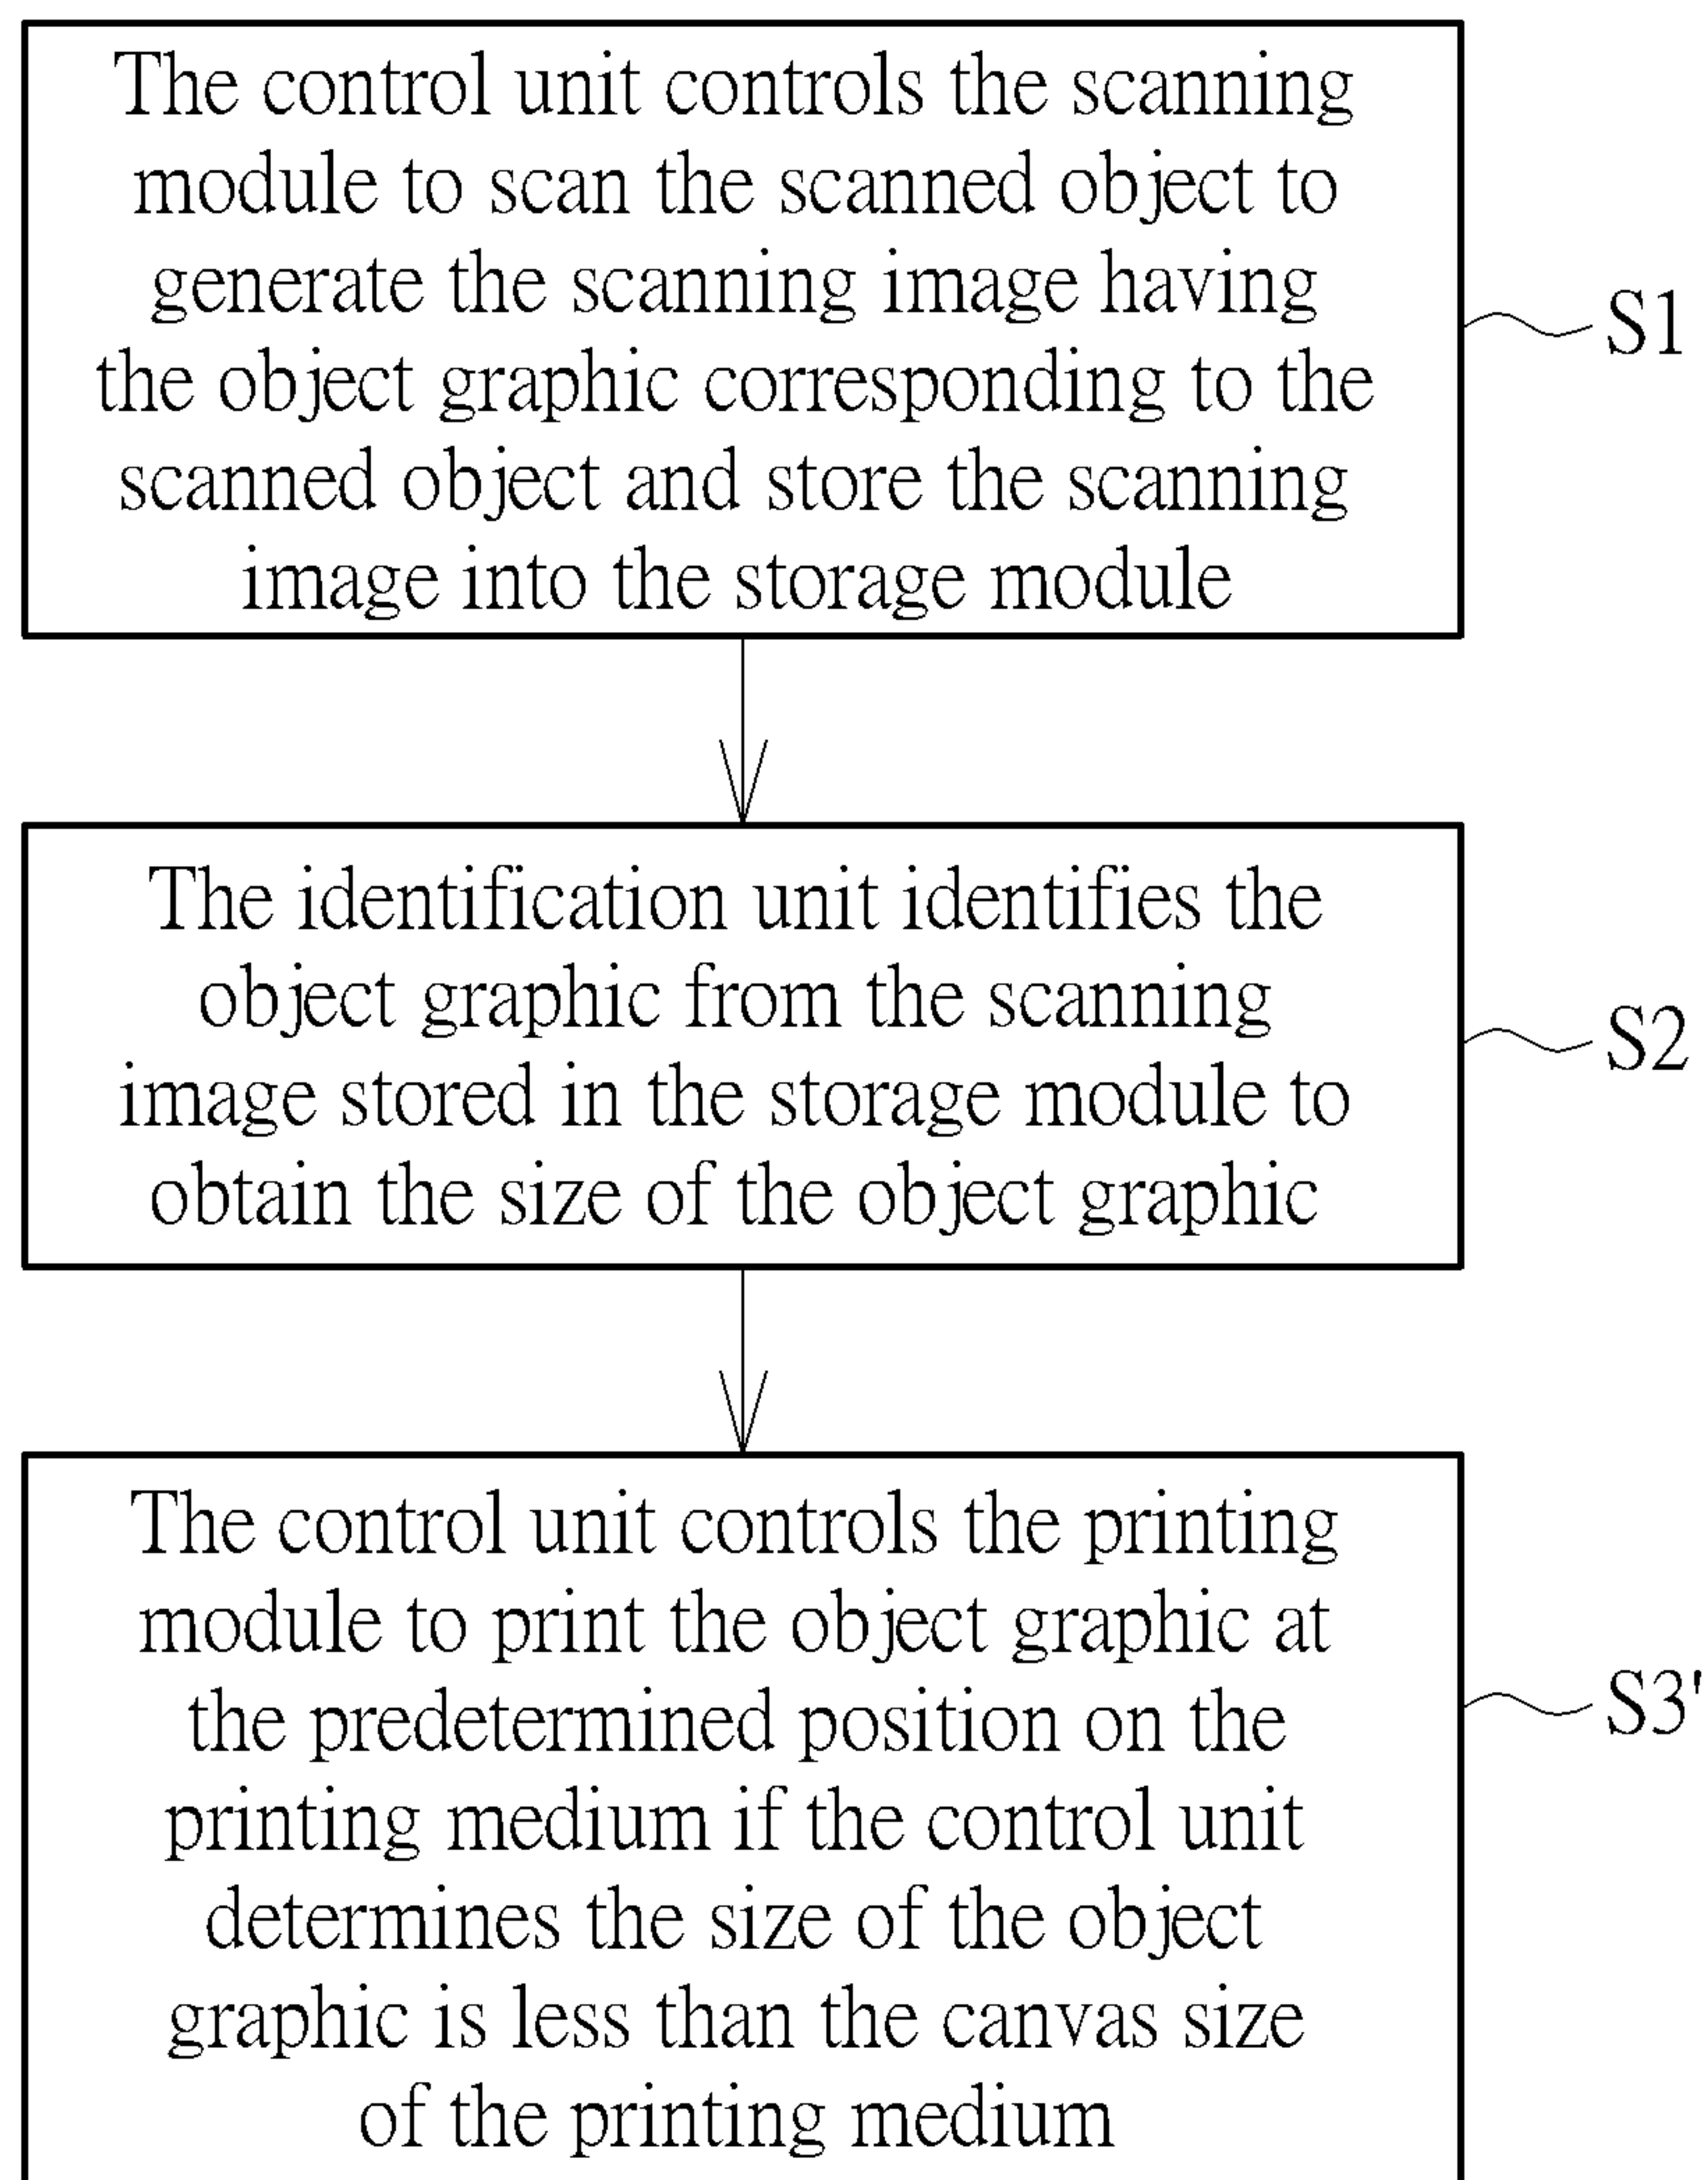 The control unit controls the scanning
module to scan the scanned object to
generate the scanning image having
the object graphic corresponding to the
scanned object and store the scanning
image into the storage module
S1
The identification unit identifies the
object graphic from the scanning
image stored in the storage module to
obtain the size of the object graphic
S2
The control unit controls the printing
module to print the object graphic at
the predetermined position on the
printing medium if the control unit
determines the size of the object
graphic is less than the canvas size
of the printing medium
S3'